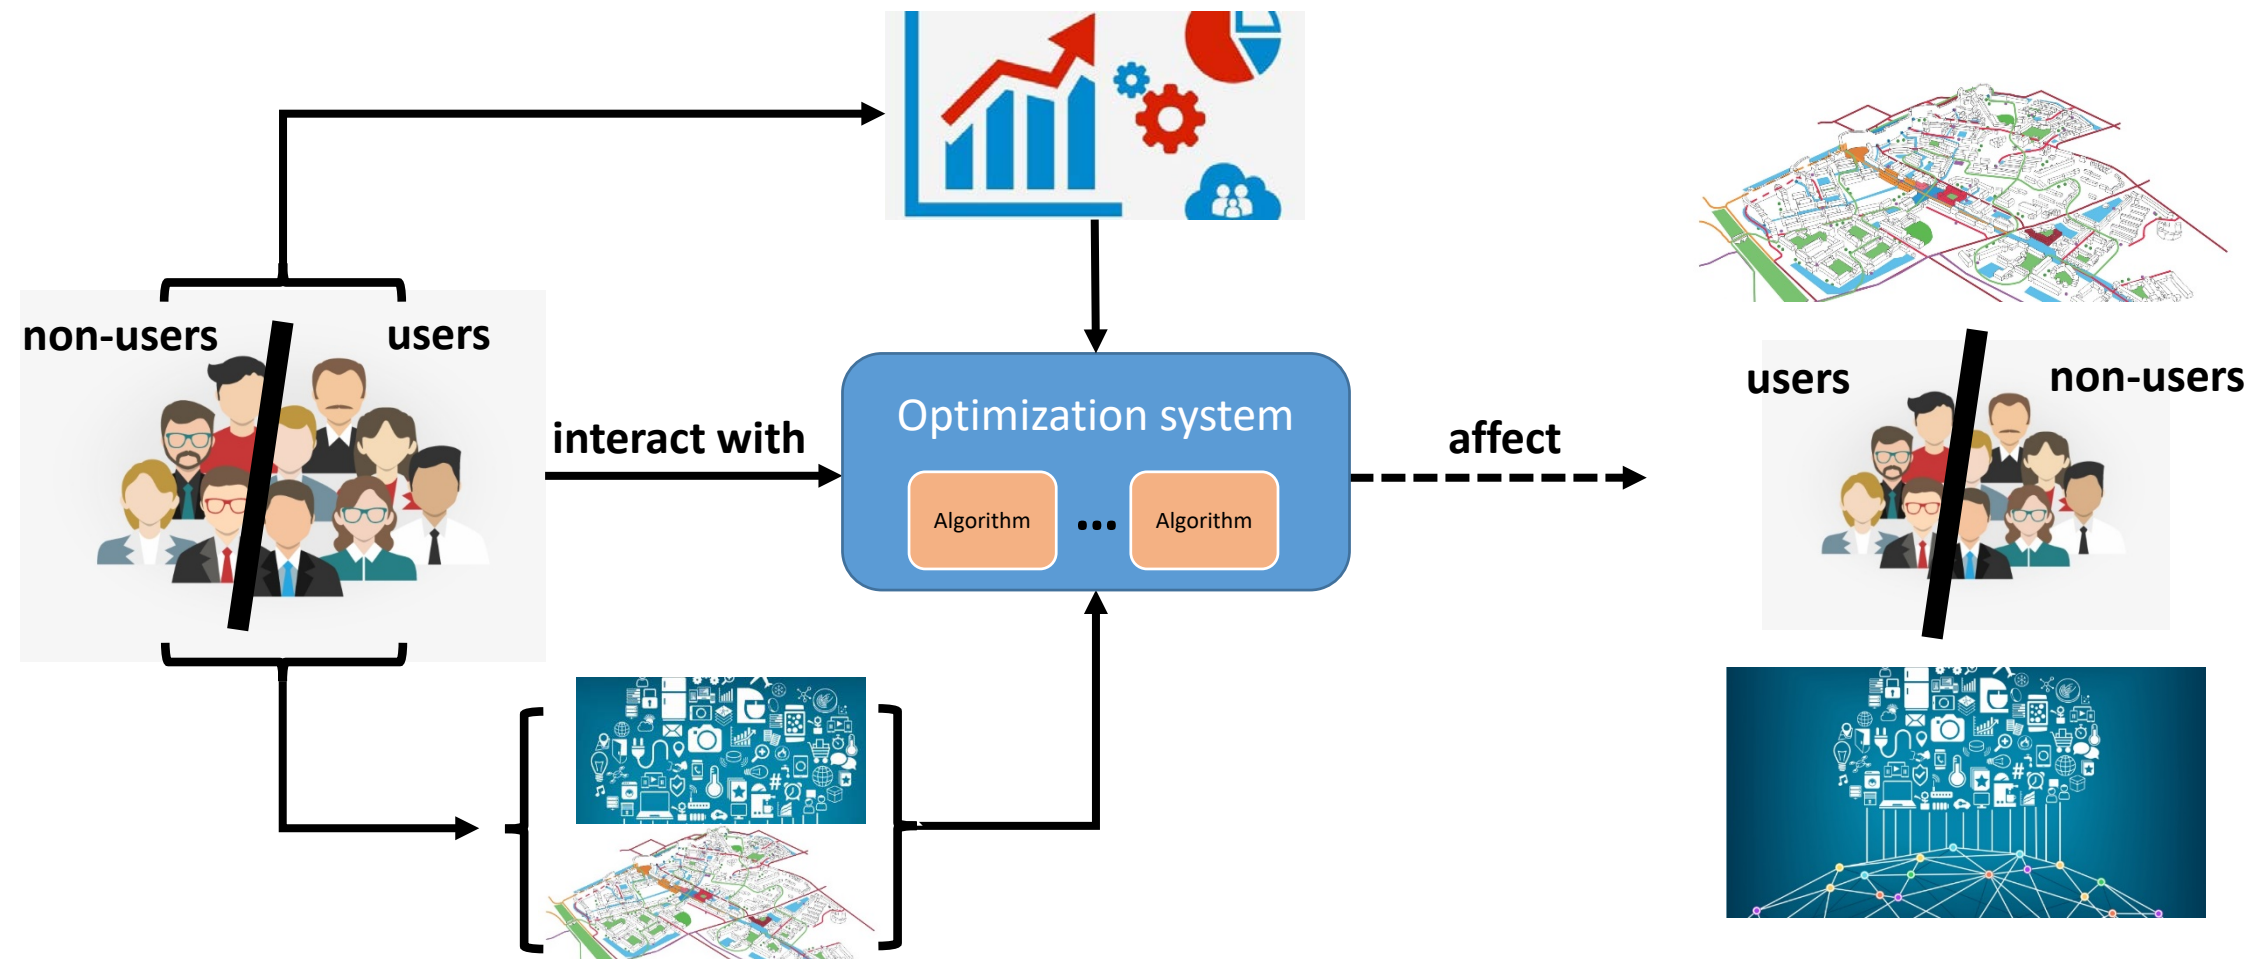 non-users
users
interact with
Optimization system
Algorithm
...
Algorithm
affect
users
non-users